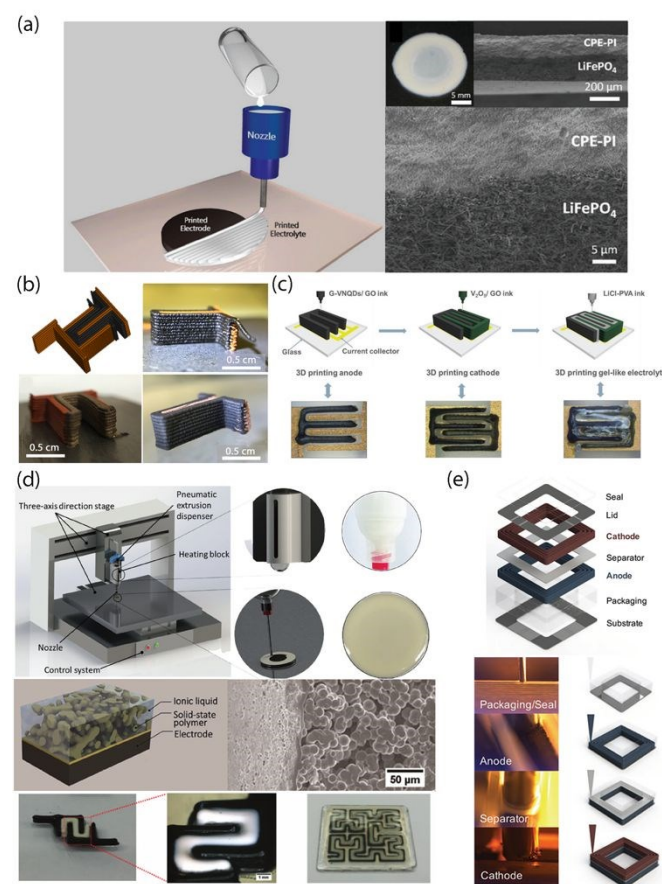 (a)
Nozzle
Printed
Electrode
Printed
Electrolyte
CPE-PI
LiFePO4
5 mm
200 µm
CPE-PI
LiFePO4
5 µm
(b)
0.5 cm
0.5 cm
0.5 cm
(c)
G-VNQDs/ GO ink
V2O5/ GO ink
LiCl-PVA ink
Glass
Current collector
3D printing anode
3D printing cathode
3D printing gel-like electrolyt
(d)
Three-axis direction stage
Pneumatic
extrusion
dispenser
Heating block
Nozzle
Control system
Ionic liquid
Solid-state
polymer
Electrode
50 µm
(e)
Seal
Lid
Cathode
Separator
Anode
Packaging
Substrate
Packaging/Seal
Anode
Separator
Cathode